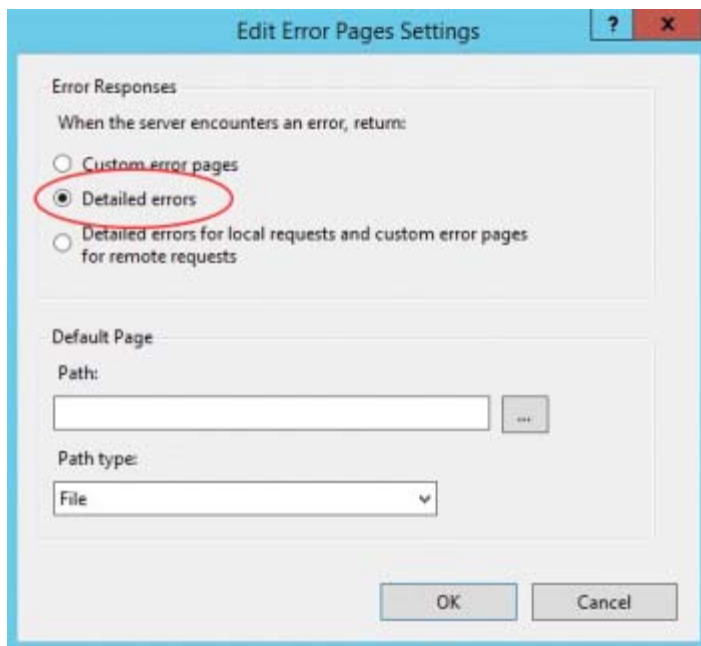 Edit Error Pages Settings
?
x
Error Responses
When the server encounters an error, return:
Custom error pages
Detailed errors
Detailed errors for local requests and custom error pages
for remote requests
Default Page
Path:
...
Path type:
File
OK
Cancel